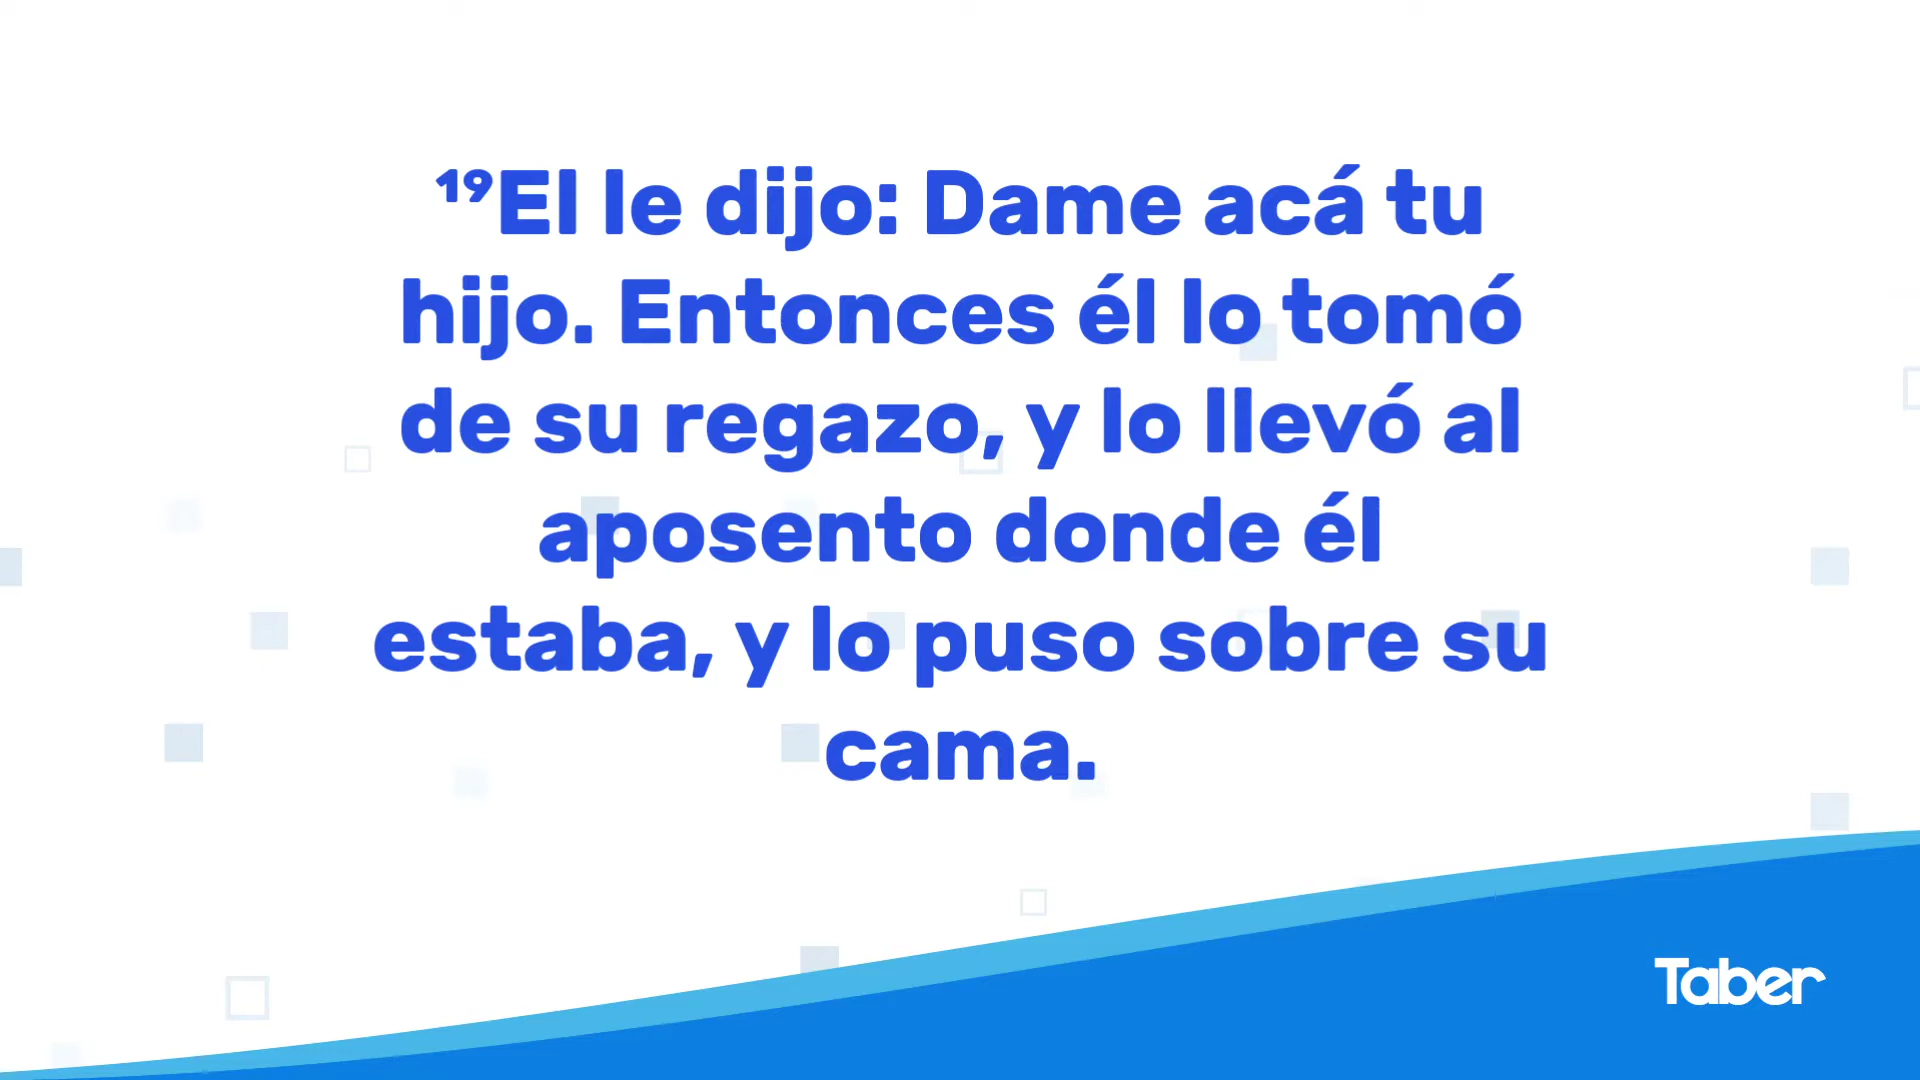 ¹⁹El le dijo: Dame acá tu
hijo. Entonces él lo tomó
de su regazo, y lo llevó al
aposento donde él
estaba, y lo puso sobre su
cama.
Taber